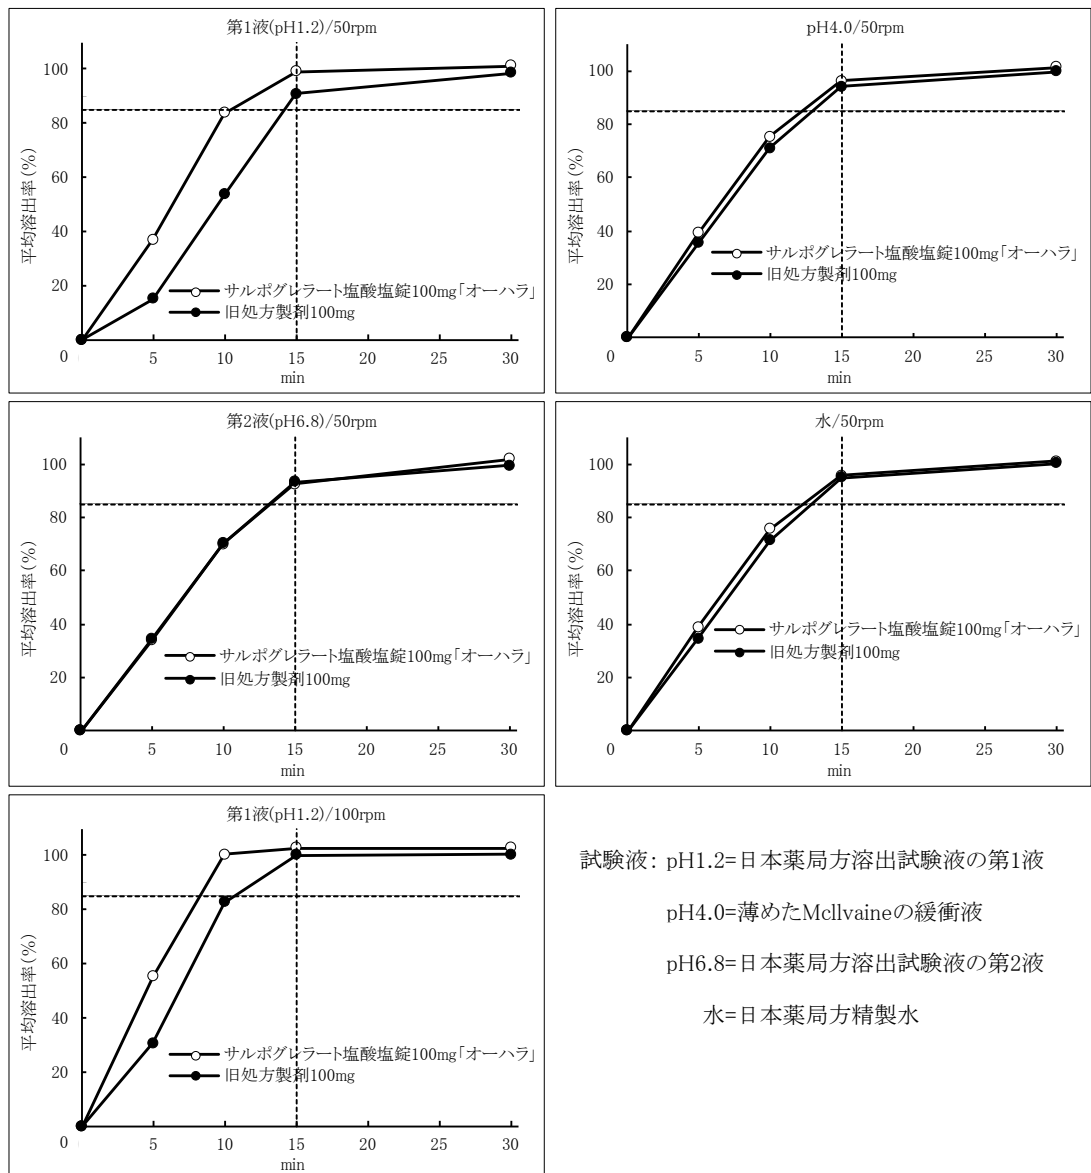 第1液(pH1.2)/50rpm
平均溶出率(%)
100
80
60
40
20
0
5
10
15
20
25
30
min
サルポグレラート塩酸塩錠100mg「オーハラ」
旧処方製剤100mg
pH4.0/50rpm
平均溶出率(%)
100
80
60
40
20
0
5
10
15
20
25
30
min
サルポグレラート塩酸塩錠100mg「オーハラ」
旧処方製剤100mg
第2液(pH6.8)/50rpm
平均溶出率(%)
100
80
60
40
20
0
5
10
15
20
25
30
min
サルポグレラート塩酸塩錠100mg「オーハラ」
旧処方製剤100mg
水/50rpm
平均溶出率(%)
100
80
60
40
20
0
5
10
15
20
25
30
min
サルポグレラート塩酸塩錠100mg「オーハラ」
旧処方製剤100mg
第1液(pH1.2)/100rpm
平均溶出率(%)
100
80
60
40
20
0
5
10
15
20
25
30
min
サルポグレラート塩酸塩錠100mg「オーハラ」
旧処方製剤100mg
試験液: pH1.2=日本薬局方溶出試験液の第1液
pH4.0=薄めたMcllvaineの緩衝液
pH6.8=日本薬局方溶出試験液の第2液
水=日本薬局方精製水